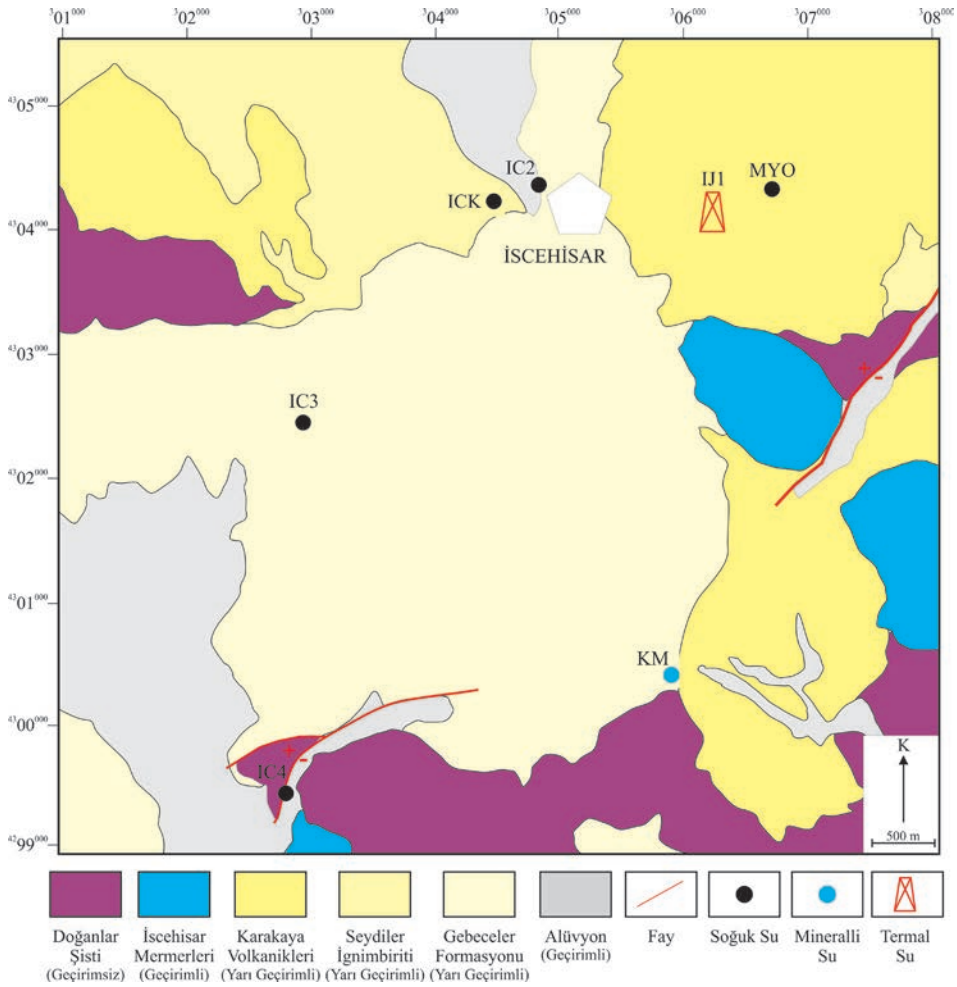 ³01⁰⁰⁰ ³02⁰⁰⁰ ³03⁰⁰⁰ ³04⁰⁰⁰ ³05⁰⁰⁰ ³06⁰⁰⁰ ³07⁰⁰⁰ ³08⁰⁰⁰
⁴³05⁰⁰⁰
IC2
MYO
IJ1
ICK
⁴³04⁰⁰⁰
İSCEHİSAR
⁴³03⁰⁰⁰
+
-
IC3
⁴³02⁰⁰⁰
⁴³01⁰⁰⁰
KM
⁴³00⁰⁰⁰
+
-
IC4
K
500 m
⁴²99⁰⁰⁰
Doğanlar
Şisti
(Geçirimsiz)
İscehisar
Mermerleri
(Geçirimli)
Karakaya
Volkanikleri
(Yarı Geçirimli)
Seydiler
İgnimbiriti
(Yarı Geçirimli)
Gebeceler
Formasyonu
(Yarı Geçirimli)
Alüvyon
(Geçirimli)
Fay
Soğuk Su
Mineralli
Su
Termal
Su